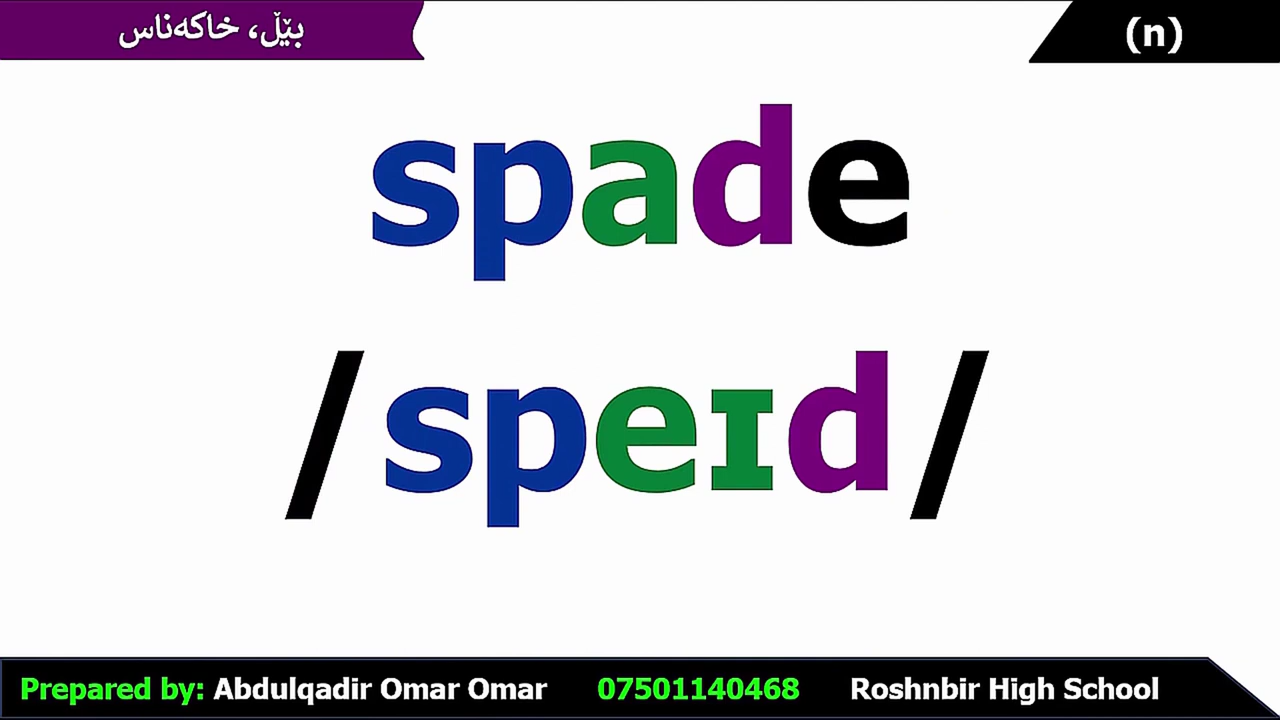 بێڵ، خاکەناس
(n)
spade
/speɪd/
Prepared by: Abdulqadir Omar Omar 07501140468 Roshnbir High School